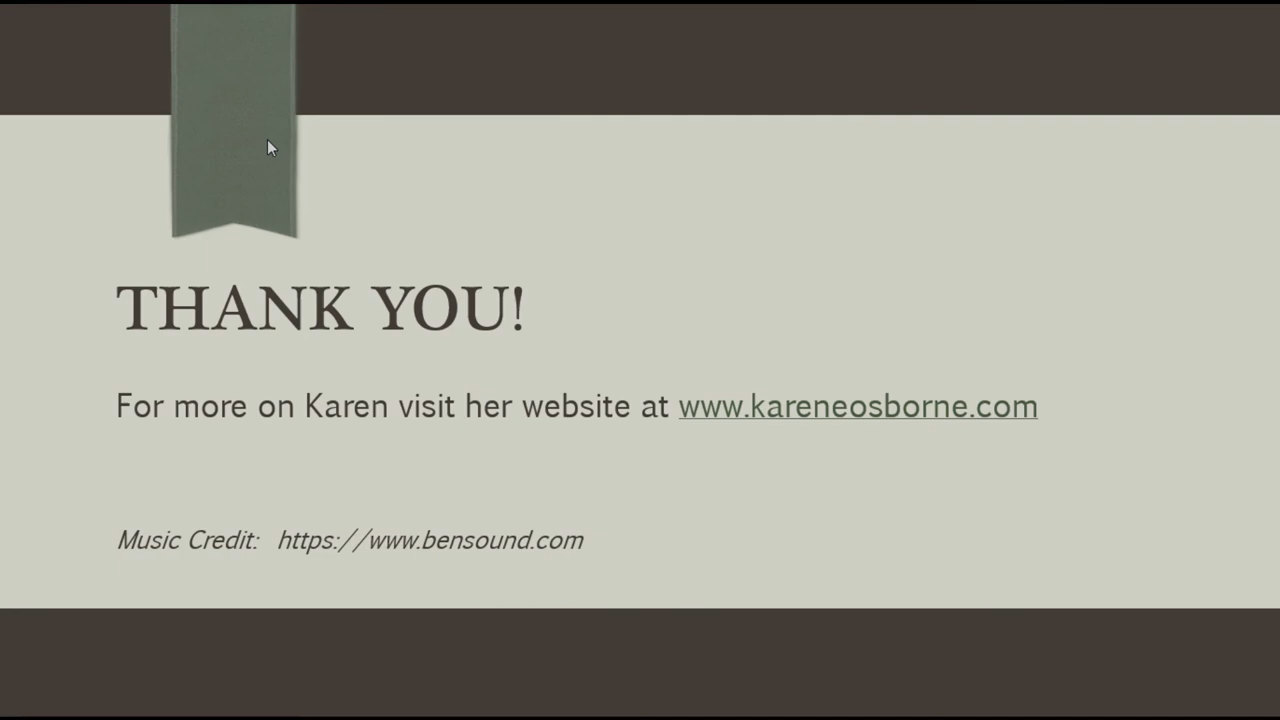 THANK YOU!
For more on Karen visit her website at www.kareneosborne.com
Music Credit: https://www.bensound.com